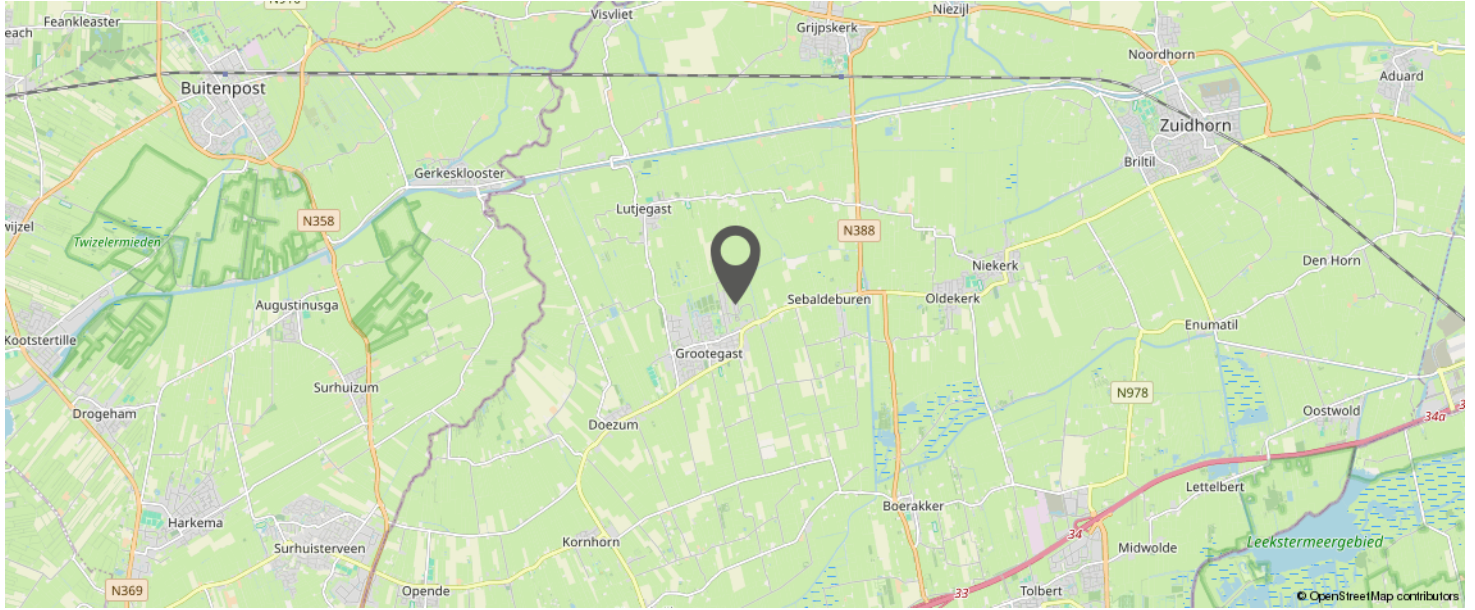 Feankleaster
Visvliet
Niezijl
Grijpskerk
Noordhorn
Aduard
Buitenpost
Zuidhorn
Briltil
Gerkesklooster
Lutjegast
N358
N388
Twizelermieden
Niekerk
Den Horn
Augustinusga
Sebaldeburen
Oldekerk
Enumatil
Kootstertille
Grootegast
Surhuizum
N978
Drogeham
Oostwold
34a
Doezum
Lettelbert
Boerakker
Harkema
34
Kornhorn
Leekstermeergebied
Surhuisterveen
Midwolde
N369
Opende
33
Tolbert
© OpenStreetMap contributors